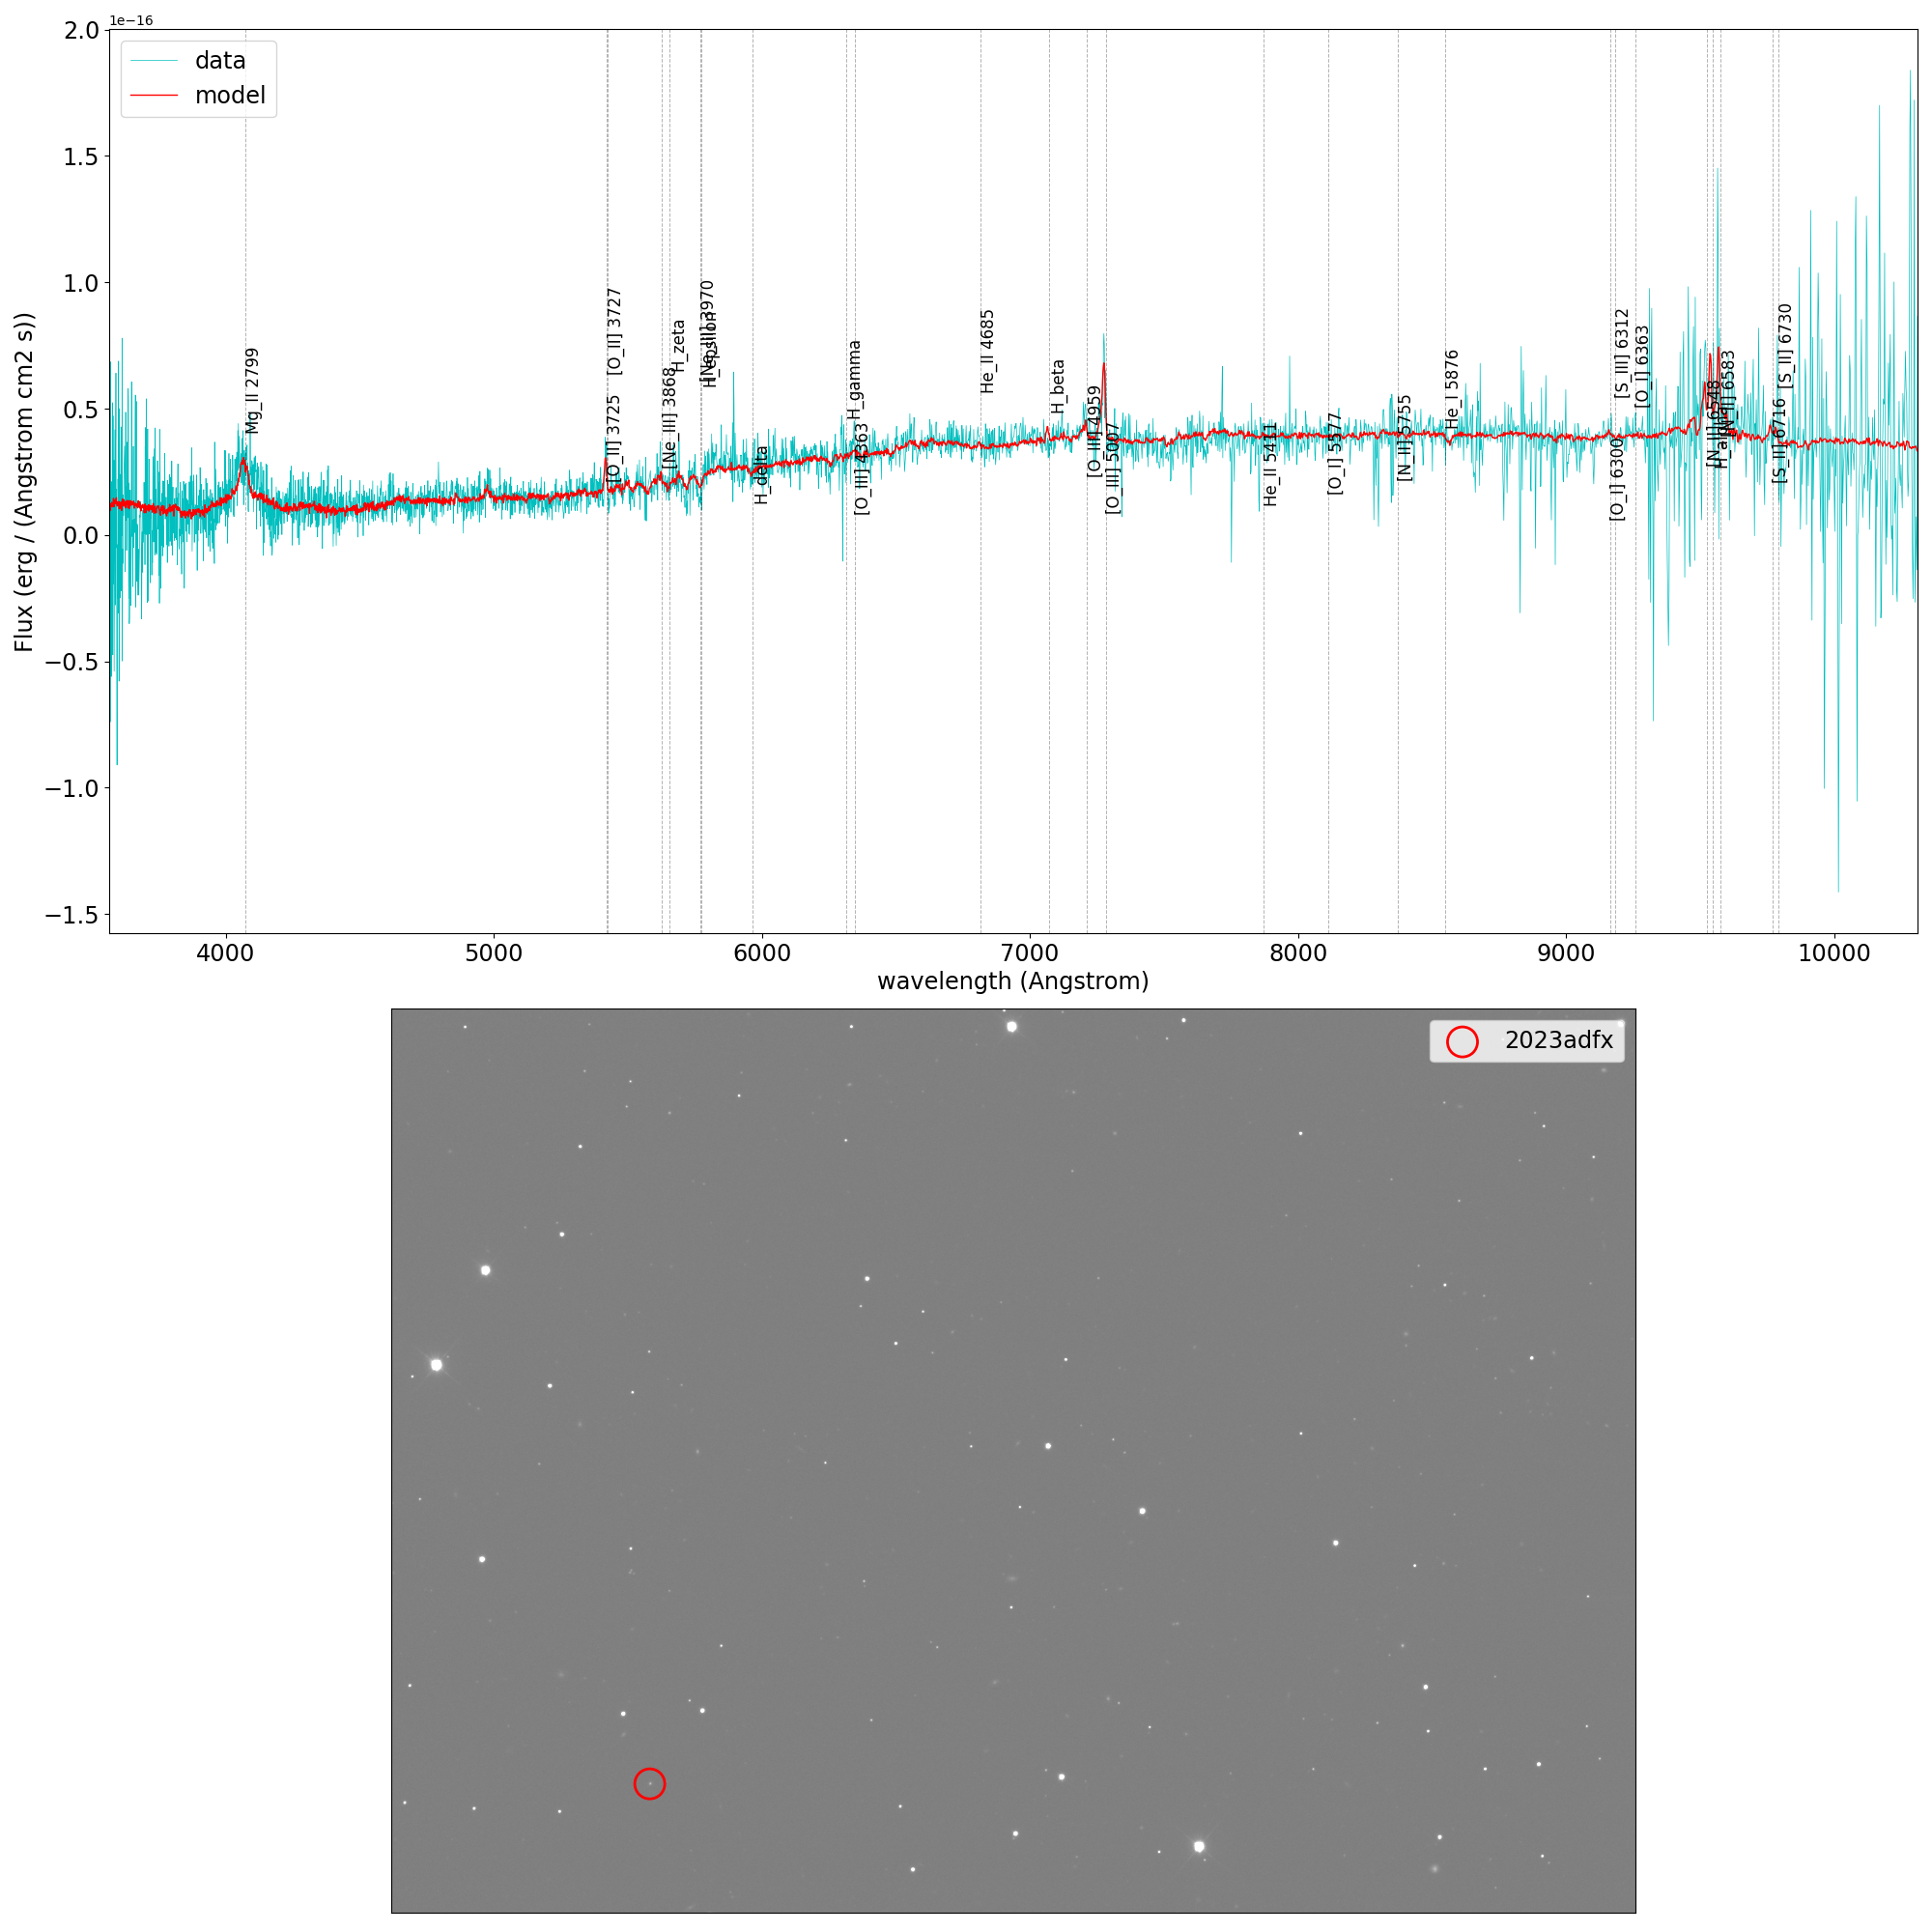 1e−16
2.0
1.5
1.0
0.5
0.0
−0.5
−1.0
−1.5
Flux (erg / (Angstrom cm2 s))
data
model
Mg_II 2799
[O_II] 3725
[O_II] 3727
[Ne_III] 3868
H_zeta
[Ne_III] 3970
H_epsilon
H_delta
H_gamma
[O_III] 4363
He_II 4685
H_beta
[O_III] 4959
[O_III] 5007
He_II 5411
[O_I] 5577
[N_II] 5755
He_I 5876
[O_I] 6300
[S_III] 6312
[O_I] 6363
[N_II] 6548
H_alpha
[N_II] 6583
[S_II] 6716
[S_II] 6730
4000 5000 6000 7000 8000 9000 10000
wavelength (Angstrom)
2023adfx